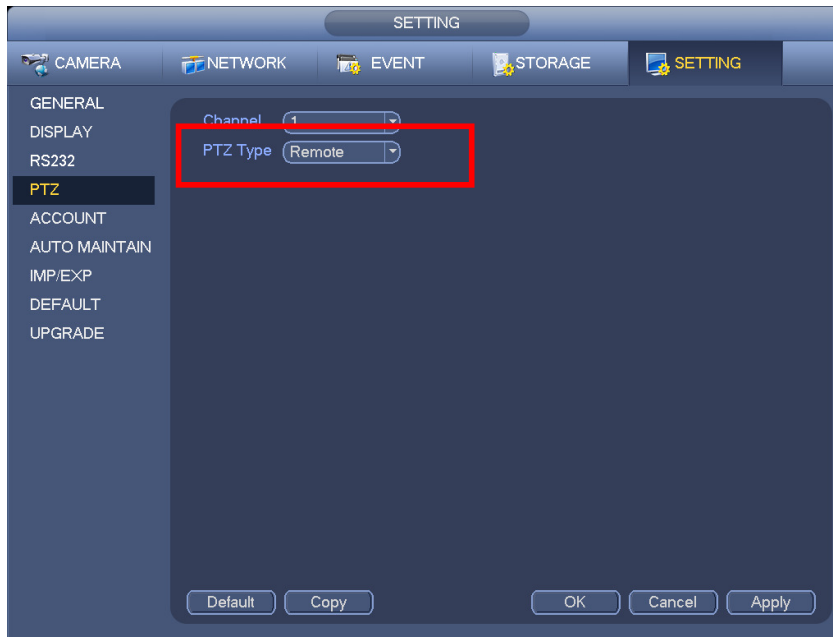 SETTING
CAMERA NETWORK EVENT STORAGE SETTING
GENERAL
DISPLAY
RS232
PTZ
ACCOUNT
AUTO MAINTAIN
IMP/EXP
DEFAULT
UPGRADE
Channel 1
PTZ Type Remote
Default Copy OK Cancel Apply